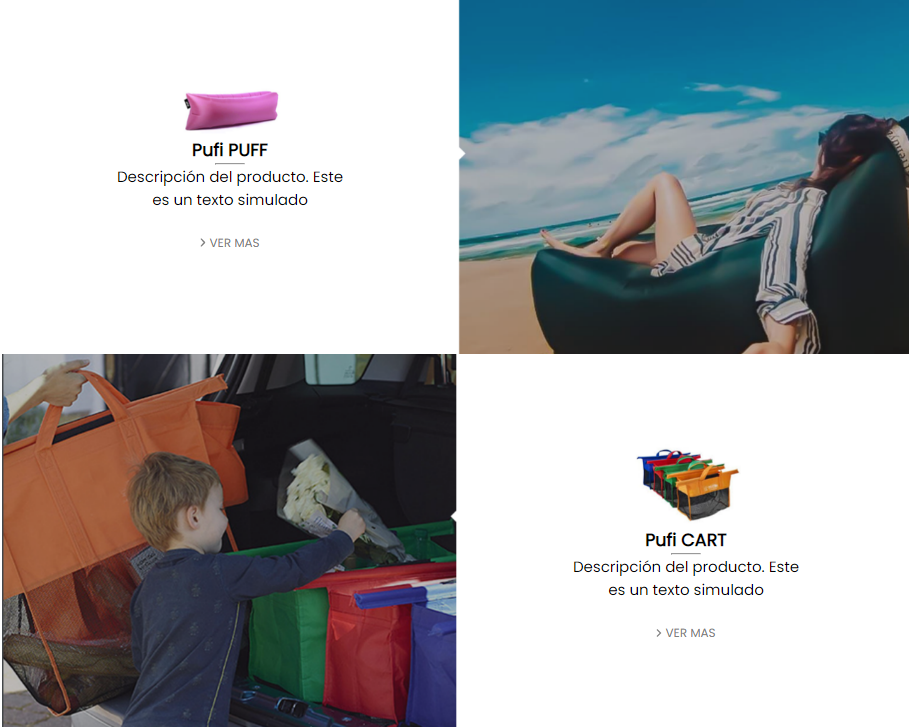 Pufi PUFF
Descripción del producto. Este
es un texto simulado
VER MAS
Pufi CART
Descripción del producto. Este
es un texto simulado
VER MAS